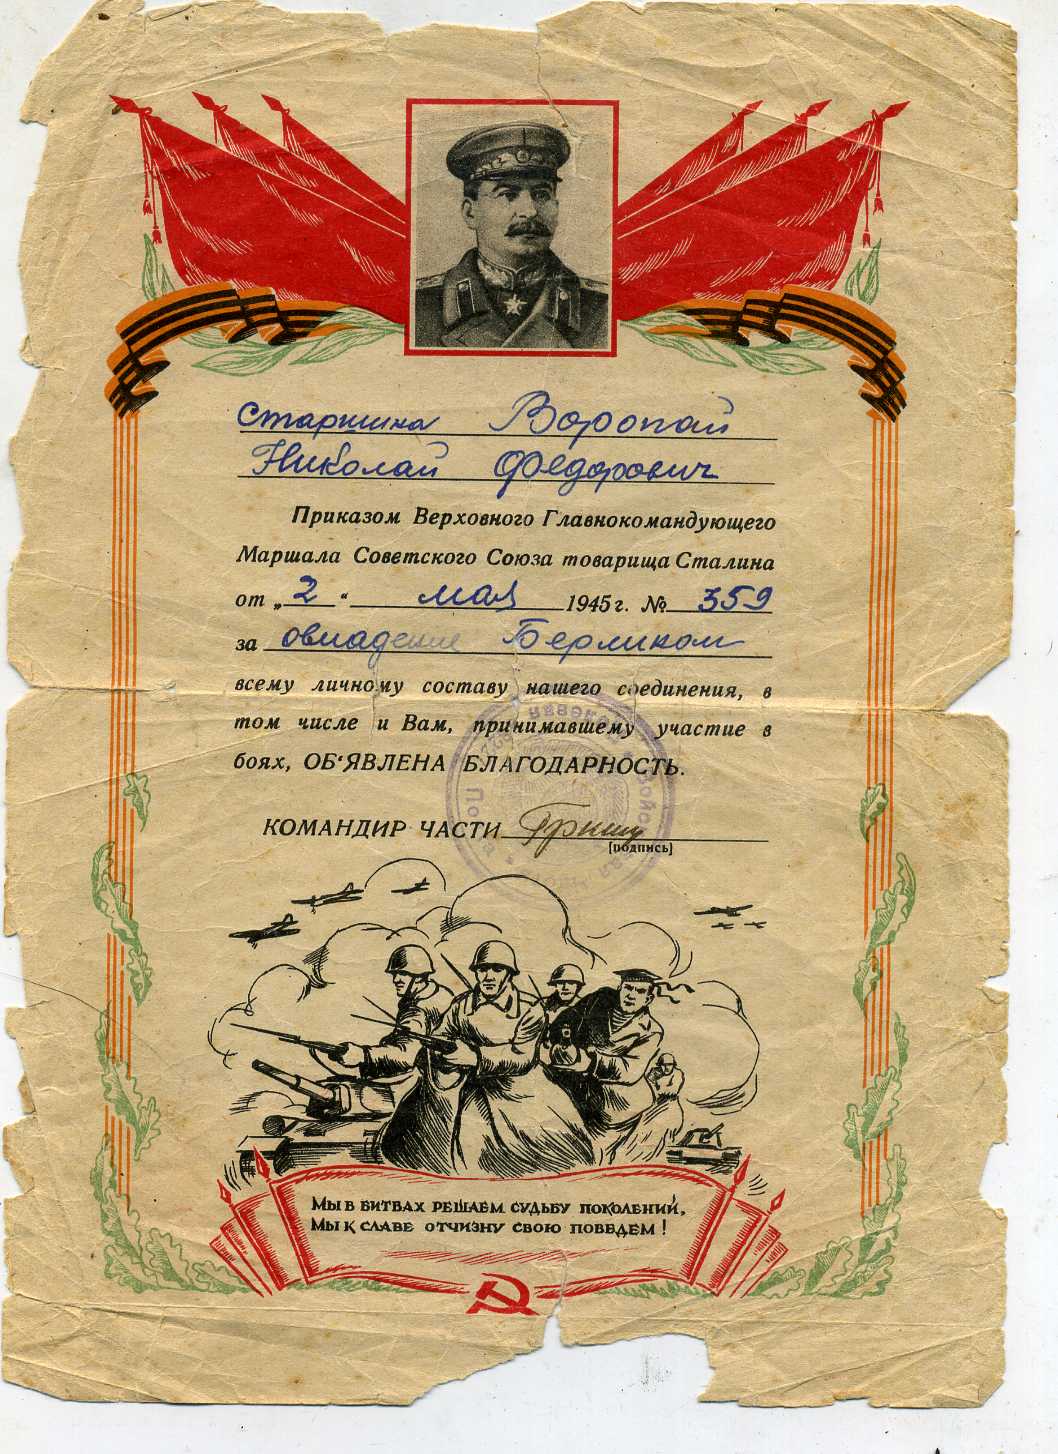 Старшина Воропай
Николай Федорович
Приказом Верховного Главнокомандующего
Маршала Советского Союза товарища Сталина
от „2“ мая 1945 г. № 359
за овладение Берлином
всему личному составу нашего соединения, в
том числе и Вам, принимавшему участие в
боях, ОБ‘ЯВЛЕНА БЛАГОДАРНОСТЬ.
КОМАНДИР ЧАСТИ
[подпись]
Мы в битвах решаем судьбу поколений,
Мы к славе отчизну свою поведем!